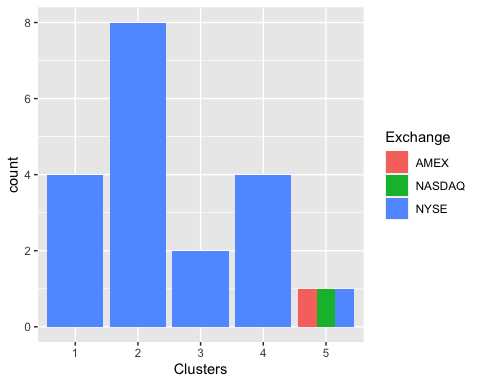 8
6
4
2
0
count
1 2 3 4 5
Clusters
Exchange
AMEX
NASDAQ
NYSE